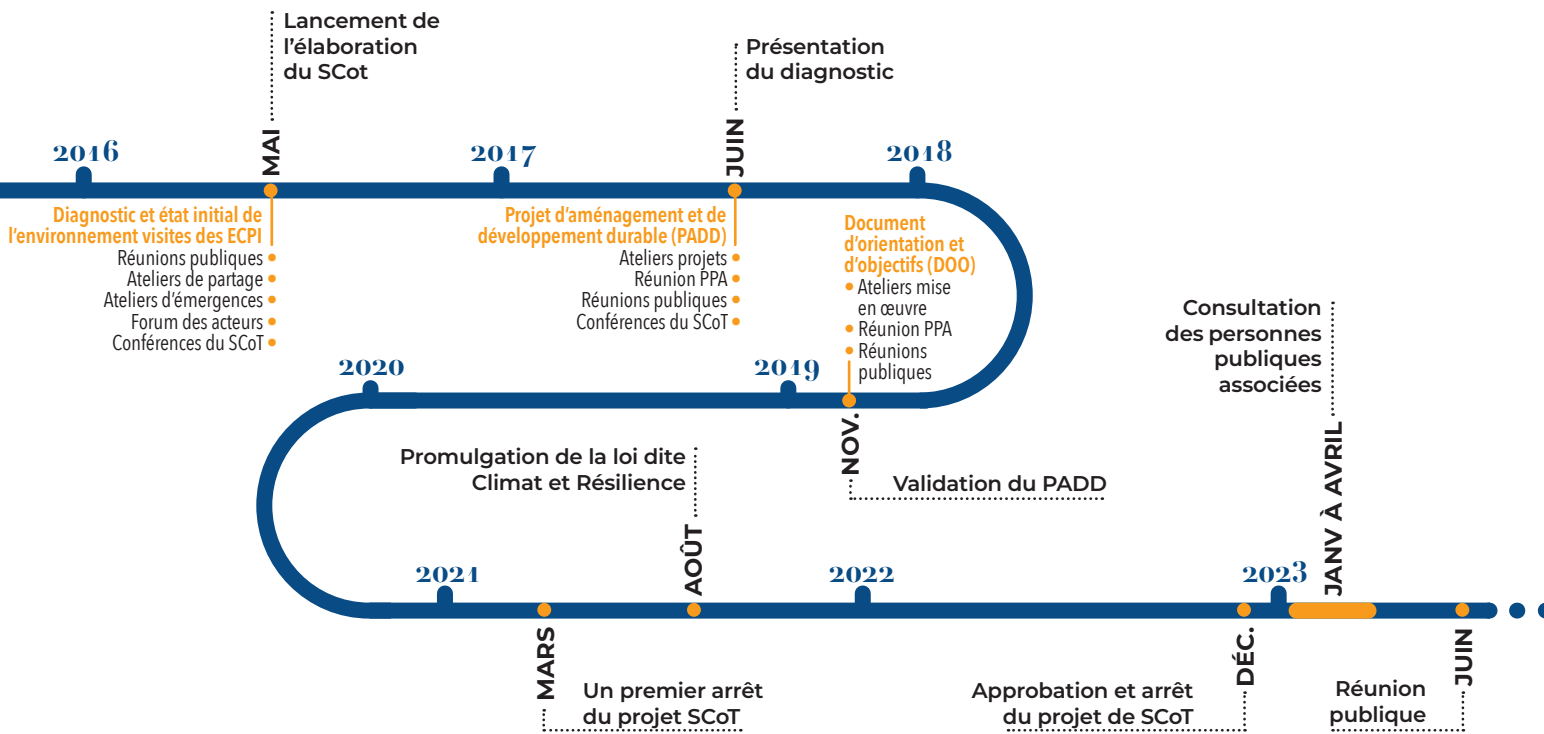 Lancement de
l'élaboration
du SCot
Présentation
du diagnostic
2016
MAI
2017
JUIN
2018
Diagnostic et état initial de
l'environnement visites des ECPI
Réunions publiques
Ateliers de partage
Ateliers d'émergences
Forum des acteurs
Conférences du SCoT
Projet d'aménagement et de
développement durable (PADD)
Ateliers projets
Réunion PPA
Réunions publiques
Conférences du SCoT
Document
d'orientation et
d'objectifs (DOO)
Ateliers mise
en œuvre
Réunion PPA
Réunions
publiques
2020
2019
NOV.
Validation du PADD
Consultation
des personnes
publiques
associées
JANV À AVRIL
Promulgation de la loi dite
Climat et Résilience
AOÛT
2021
2022
2023
MARS
Un premier arrêt
du projet SCoT
DÉC.
Approbation et arrêt
du projet de SCoT
JUIN
Réunion
publique